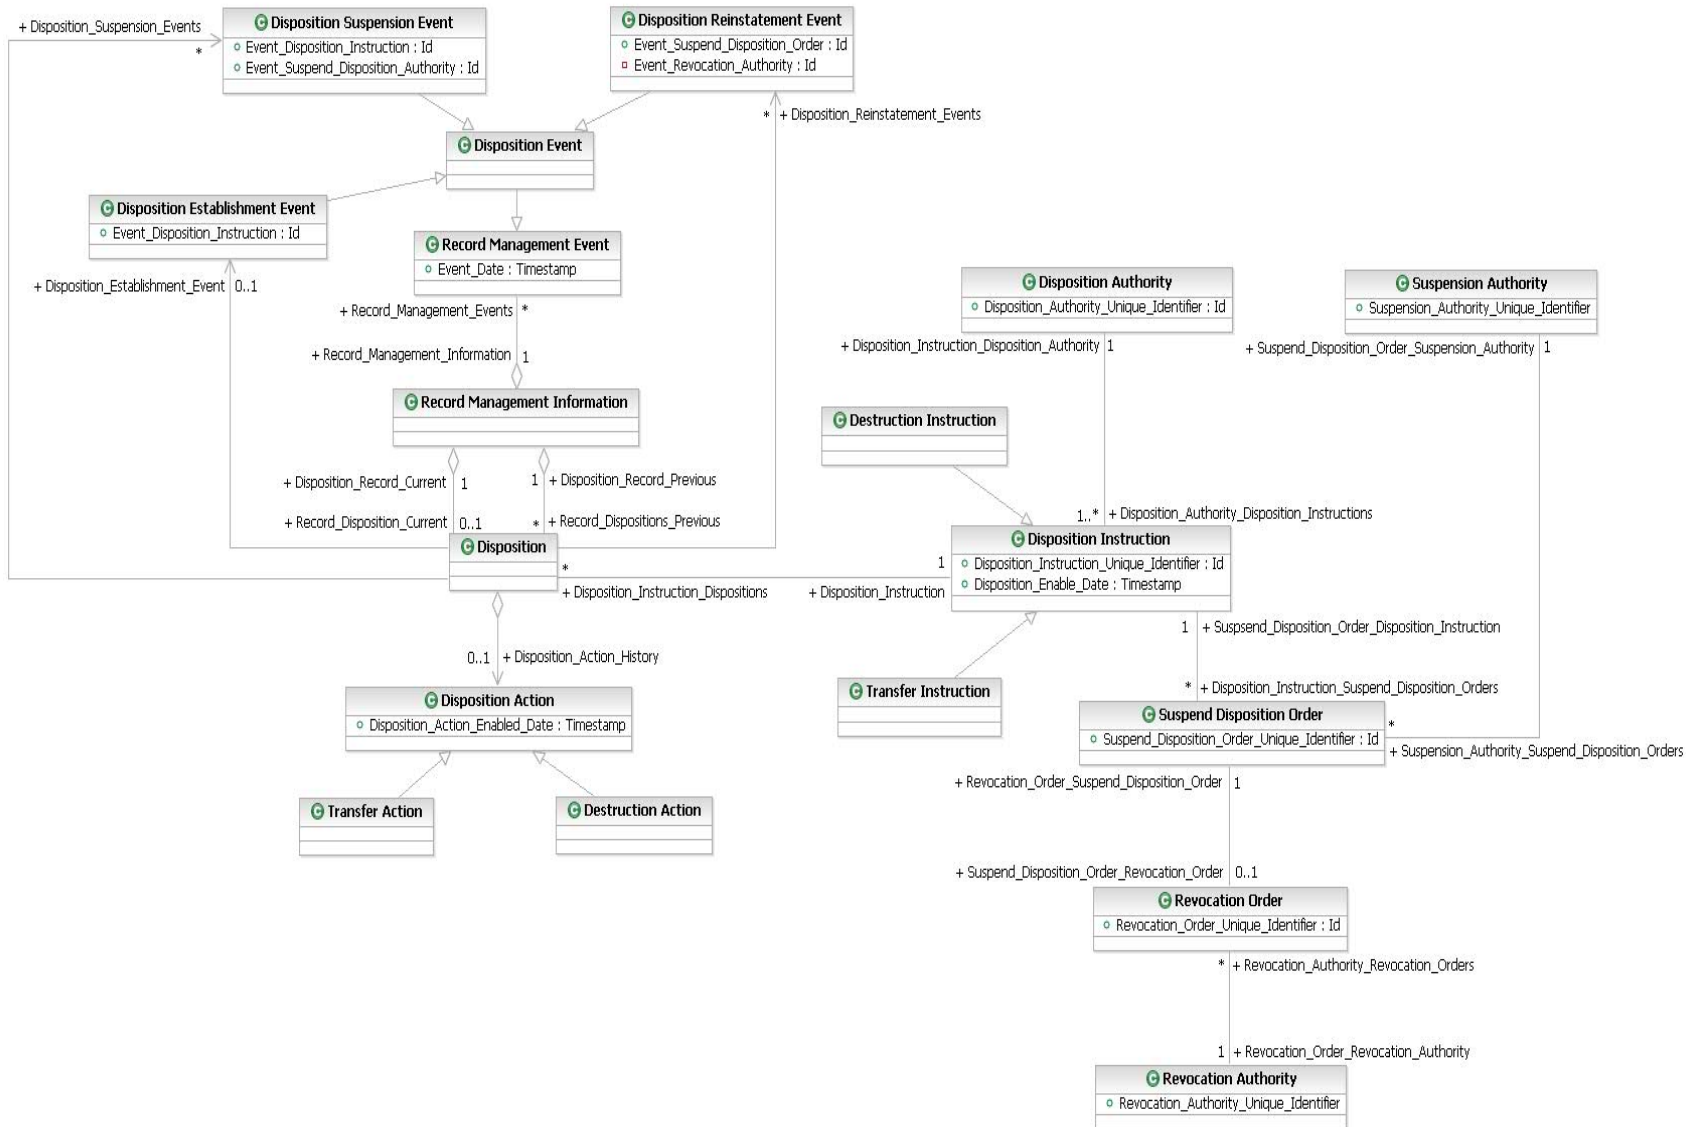 + Disposition_Suspension_Events
*
Disposition Suspension Event
Event_Disposition_Instruction : Id
Event_Suspend_Disposition_Authority : Id
Disposition Reinstatement Event
Event_Suspend_Disposition_Order : Id
Event_Revocation_Authority : Id
* + Disposition_Reinstatement_Events
Disposition Event
Disposition Establishment Event
Event_Disposition_Instruction : Id
+ Disposition_Establishment_Event 0..1
Record Management Event
Event_Date : Timestamp
+ Record_Management_Events *
+ Record_Management_Information 1
Record Management Information
+ Disposition_Record_Current 1
1 + Disposition_Record_Previous
+ Record_Disposition_Current 0..1
* + Record_Dispositions_Previous
Disposition
*
+ Disposition_Instruction_Dispositions
1
+ Disposition_Instruction
0..1 + Disposition_Action_History
Disposition Action
Disposition_Action_Enabled_Date : Timestamp
Transfer Action
Destruction Action
Disposition Authority
Disposition_Authority_Unique_Identifier : Id
+ Disposition_Instruction_Disposition_Authority 1
Suspension Authority
Suspension_Authority_Unique_Identifier
+ Suspend_Disposition_Order_Suspension_Authority 1
Destruction Instruction
1..* + Disposition_Authority_Disposition_Instructions
Disposition Instruction
Disposition_Instruction_Unique_Identifier : Id
Disposition_Enable_Date : Timestamp
1 + Suspsend_Disposition_Order_Disposition_Instruction
Transfer Instruction
* + Disposition_Instruction_Suspend_Disposition_Orders
Suspend Disposition Order
Suspend_Disposition_Order_Unique_Identifier : Id
*
+ Suspension_Authority_Suspend_Disposition_Orders
+ Revocation_Order_Suspend_Disposition_Order 1
+ Suspend_Disposition_Order_Revocation_Order 0..1
Revocation Order
Revocation_Order_Unique_Identifier : Id
* + Revocation_Authority_Revocation_Orders
1 + Revocation_Order_Revocation_Authority
Revocation Authority
Revocation_Authority_Unique_Identifier